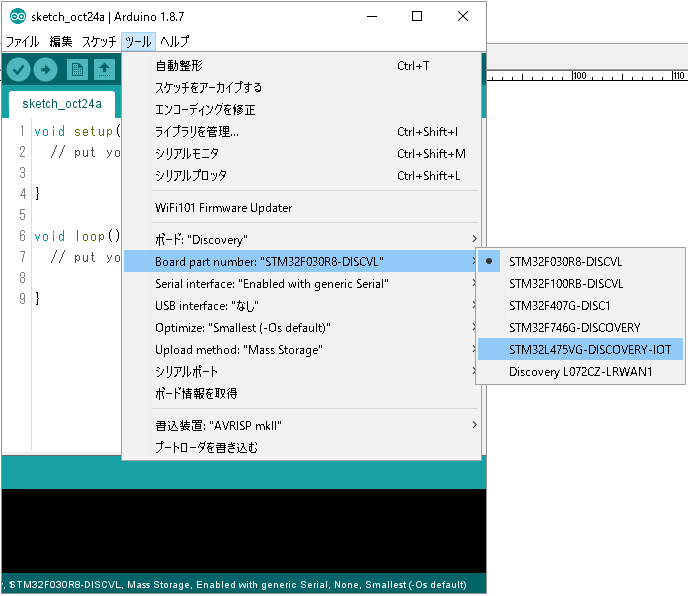 sketch_oct24a | Arduino 1.8.7
ファイル 編集 スケッチ ツール ヘルプ
sketch_oct24a
1 void setup(
2 // put yo
3
4 }
5
6 void loop()
7 // put yo
8
9 }
自動整形 Ctrl+T
スケッチをアーカイブする
エンコーディングを修正
ライブラリを管理... Ctrl+Shift+I
シリアルモニタ Ctrl+Shift+M
シリアルプロッタ Ctrl+Shift+L
WiFi101 Firmware Updater
ボード: "Discovery"
Board part number: "STM32F030R8-DISCVL"
Serial interface: "Enabled with generic Serial"
USB interface: "なし"
Optimize: "Smallest (-Os default)"
Upload method: "Mass Storage"
シリアルポート
ボード情報を取得
書込装置: "AVRISP mkII"
ブートローダを書き込む
100 110
STM32F030R8-DISCVL
STM32F100RB-DISCVL
STM32F407G-DISC1
STM32F746G-DISCOVERY
STM32L475VG-DISCOVERY-IOT
Discovery L072CZ-LRWAN1
, STM32F030R8-DISCVL, Mass Storage, Enabled with generic Serial, None, Smallest (-Os default)